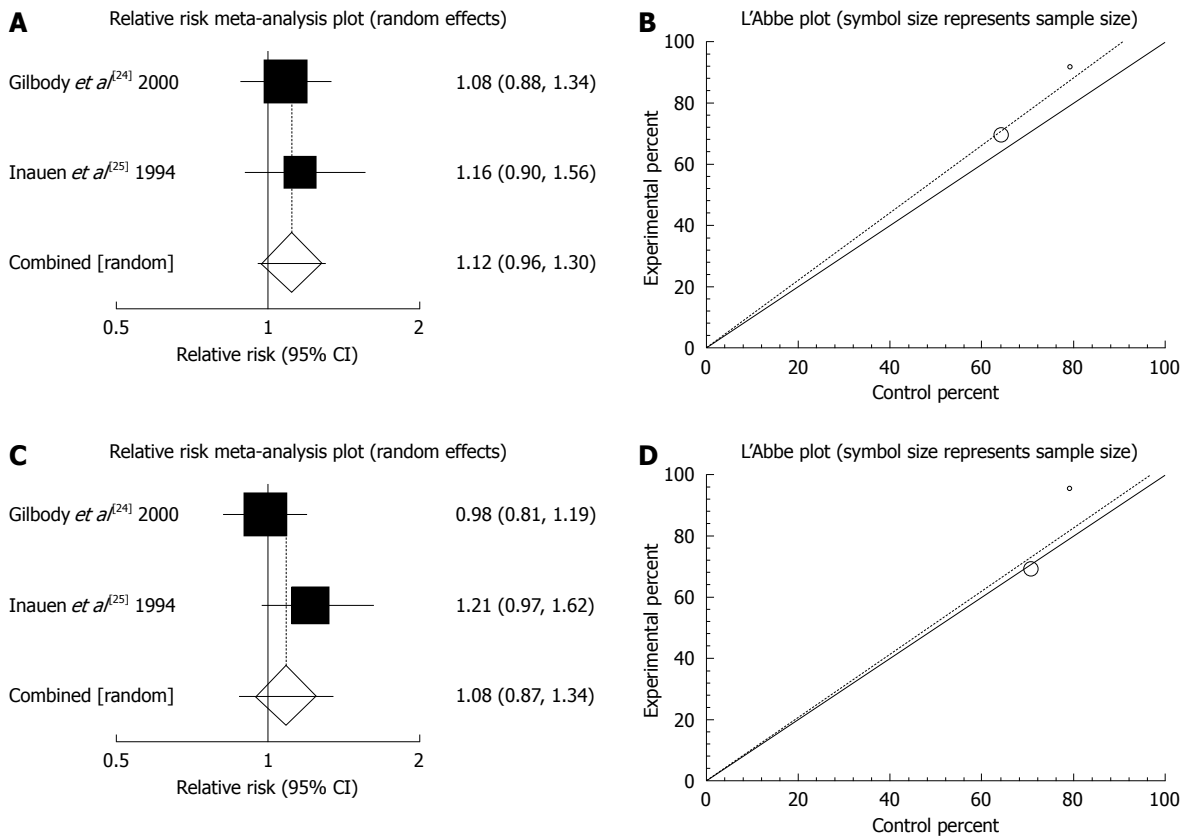 A
Relative risk meta-analysis plot (random effects)
Gilbody et al[24] 2000
1.08 (0.88, 1.34)
Inauen et al[25] 1994
1.16 (0.90, 1.56)
Combined [random]
1.12 (0.96, 1.30)
0.5
1
2
Relative risk (95% CI)
B
L'Abbe plot (symbol size represents sample size)
100
80
60
40
20
0
Experimental percent
0
20
40
60
80
100
Control percent
C
Relative risk meta-analysis plot (random effects)
Gilbody et al[24] 2000
0.98 (0.81, 1.19)
Inauen et al[25] 1994
1.21 (0.97, 1.62)
Combined [random]
1.08 (0.87, 1.34)
0.5
1
2
Relative risk (95% CI)
D
L'Abbe plot (symbol size represents sample size)
100
80
60
40
20
0
Experimental percent
0
20
40
60
80
100
Control percent